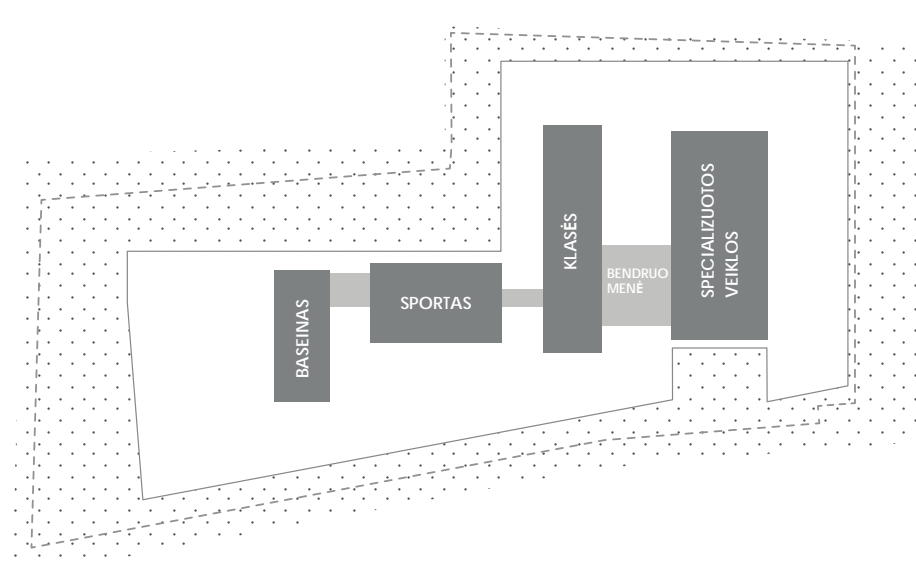 BASEINAS
SPORTAS
KLASĖS
BENDRUO
MENĖ
SPECIALIZUOTOS
VEIKLOS